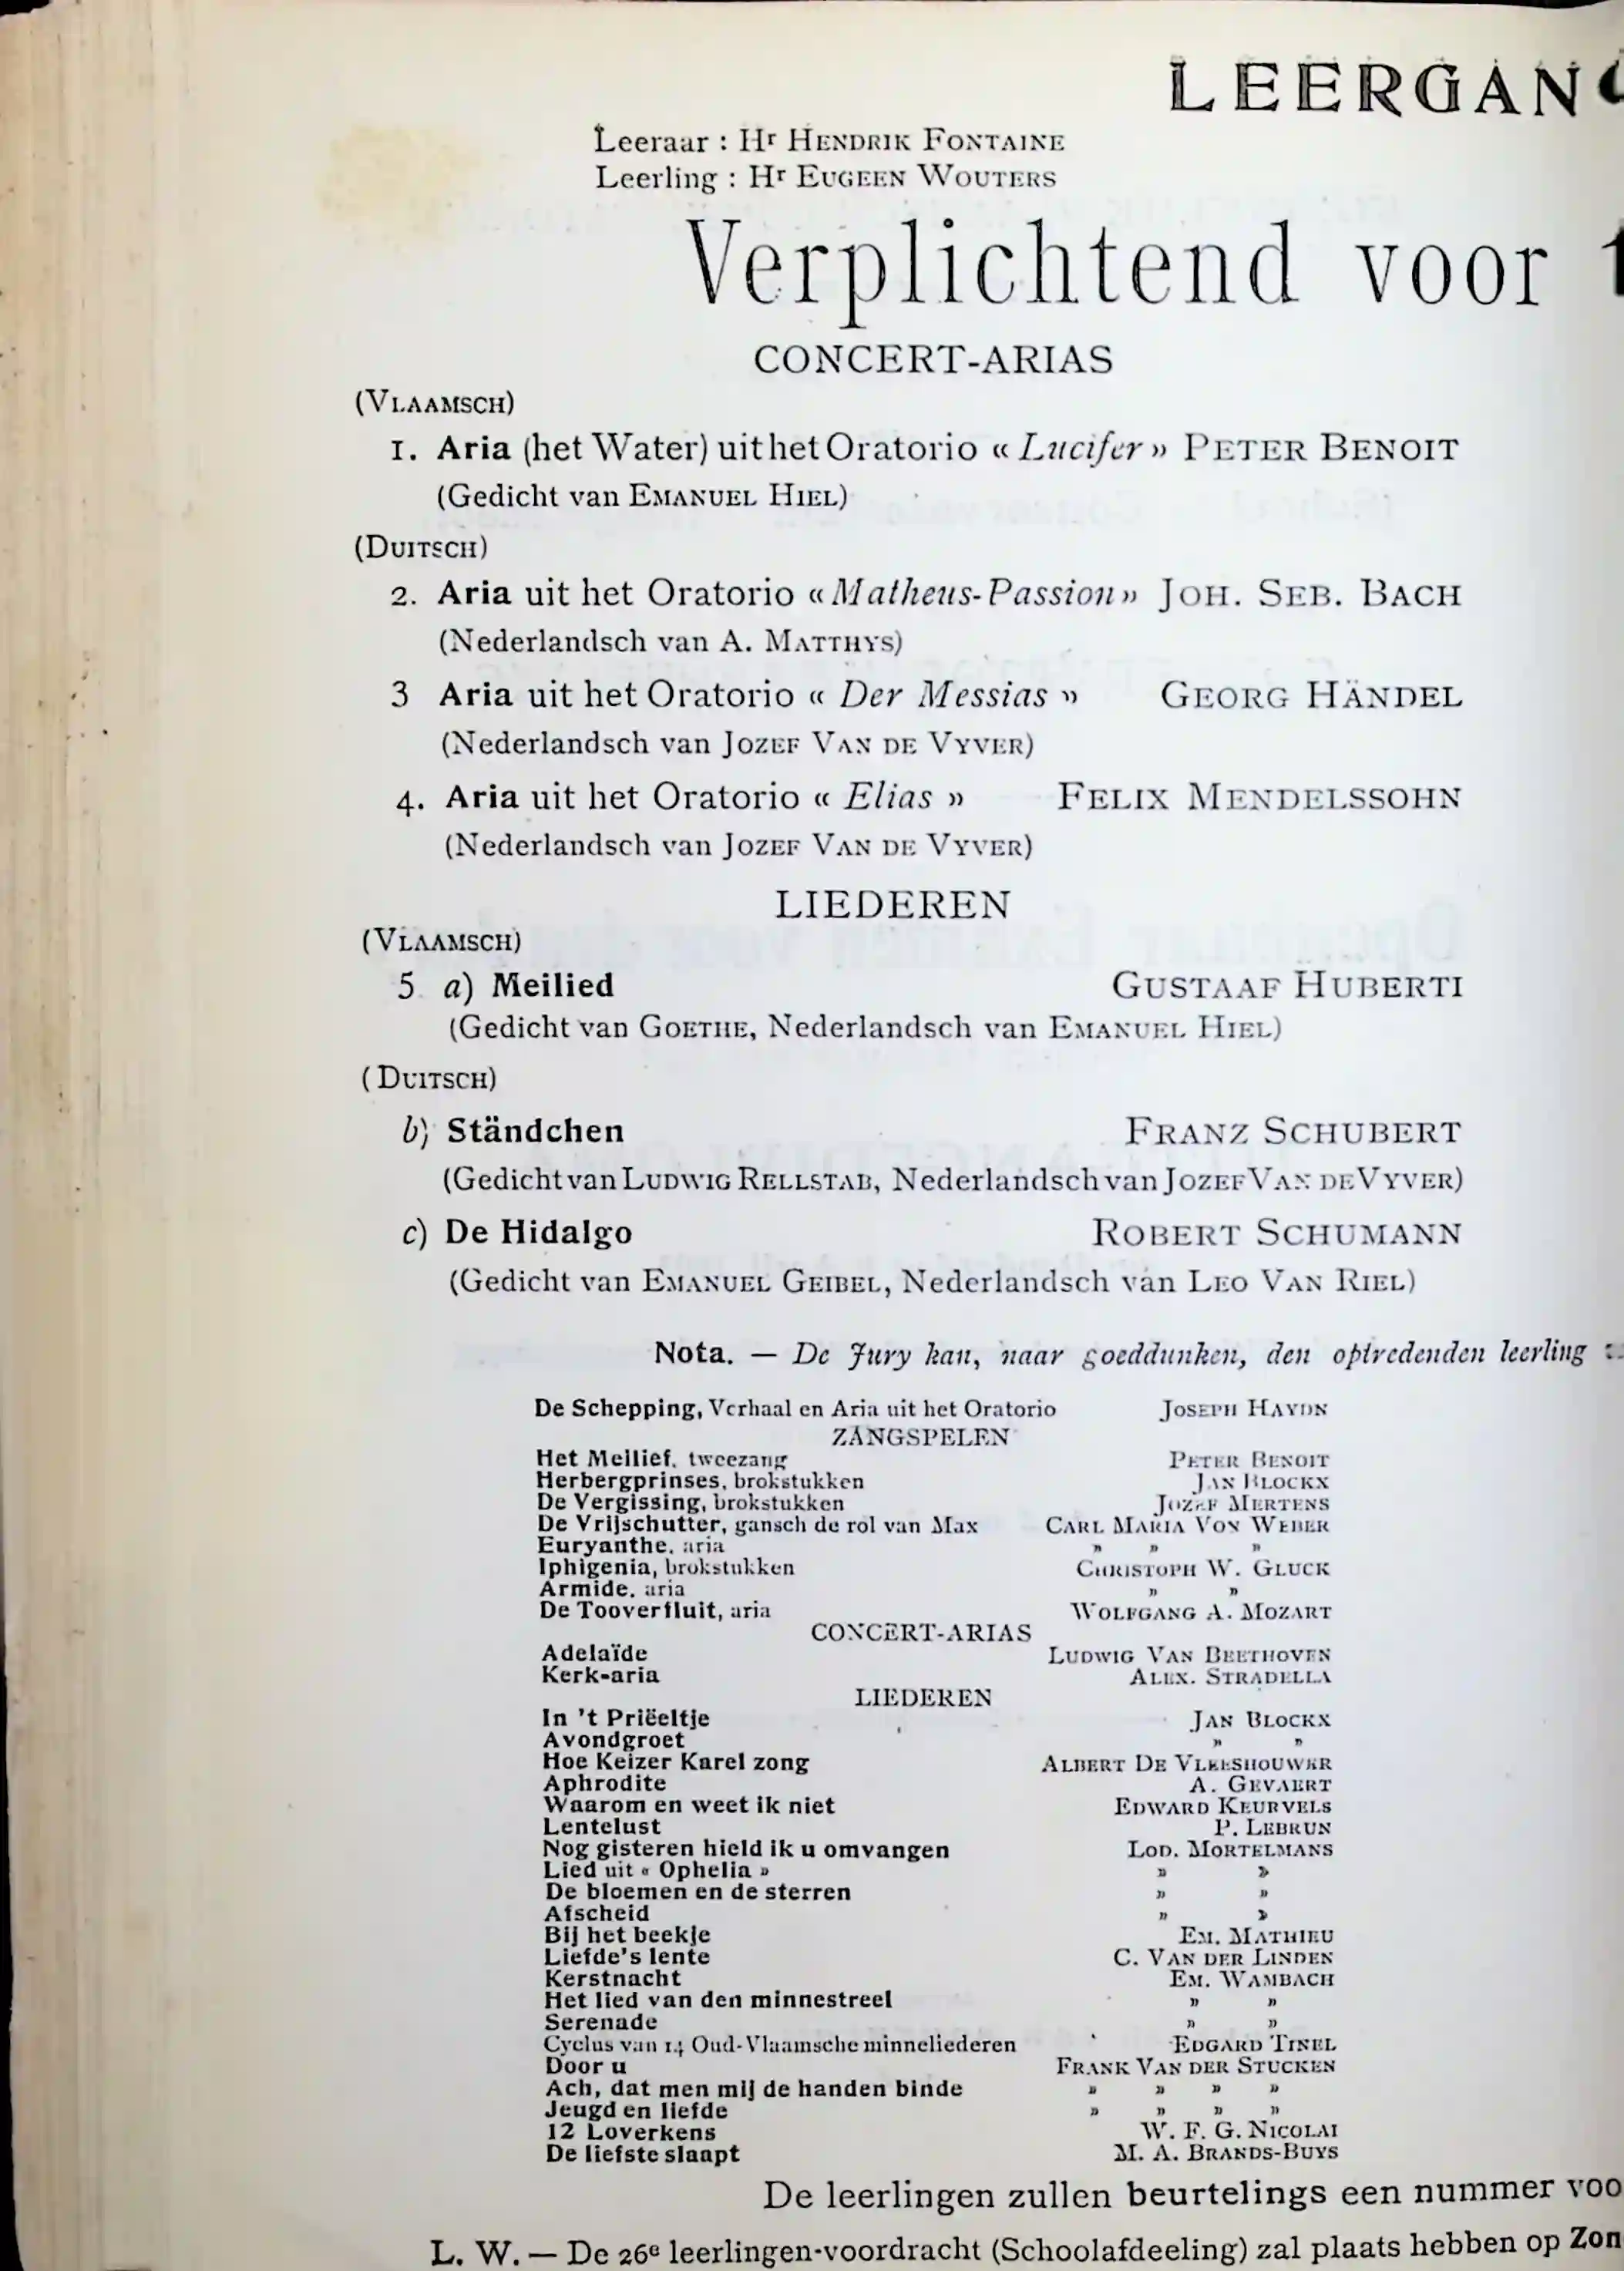 LEERGAN
Leeraar : Hr HENDRIK FONTAINE
Leerling : Hr EUGEEN WOUTERS
Verplichtend voor
CONCERT-ARIAS
(VLAAMSCH)
1. Aria (het Water) uit het Oratorio « Lucifer » PETER BENOIT
(Gedicht van EMANUEL HIEL)
(DUITSCH)
2. Aria uit het Oratorio « Matheus-Passion » JOH. SEB. BACH
(Nederlandsch van A. MATTHYS)
3 Aria uit het Oratorio « Der Messias » GEORG HÄNDEL
(Nederlandsch van JOZEF VAN DE VYVER)
4. Aria uit het Oratorio « Elias » FELIX MENDELSSOHN
(Nederlandsch van JOZEF VAN DE VYVER)
LIEDEREN
(VLAAMSCH)
5 a) Meilied GUSTAAF HUBERTI
(Gedicht van GOETHE, Nederlandsch van EMANUEL HIEL)
(DUITSCH)
b) Ständchen FRANZ SCHUBERT
(Gedicht van LUDWIG RELLSTAB, Nederlandsch van JOZEF VAN DE VYVER)
c) De Hidalgo ROBERT SCHUMANN
(Gedicht van EMANUEL GEIBEL, Nederlandsch van LEO VAN RIEL)
Nota. — De Jury kan, naar goeddunken, den optredenden leerling
De Schepping, Verhaal en Aria uit het Oratorio JOSEPH HAYDN
ZANGSPELEN
Het Meilief, tweezang PETER BENOIT
Herbergprinses, brokstukken JAN BLOCKX
De Vergissing, brokstukken JOZEF MERTENS
De Vrijschutter, gansch de rol van Max CARL MARIA VON WEBER
Euryanthe, aria » » »
Iphigenia, brokstukken CHRISTOPH W. GLUCK
Armide, aria » »
De Tooverfluit, aria WOLFGANG A. MOZART
CONCERT-ARIAS
Adelaïde LUDWIG VAN BEETHOVEN
Kerk-aria ALEX. STRADELLA
LIEDEREN
In 't Priëeltje JAN BLOCKX
Avondgroet » »
Hoe Keizer Karel zong ALBERT DE VLEESHOUWER
Aphrodite A. GEVAERT
Waarom en weet ik niet EDWARD KEURVELS
Lentelust P. LEBRUN
Nog gisteren hield ik u omvangen LOD. MORTELMANS
Lied uit « Ophelia » » »
De bloemen en de sterren » »
Afscheid » »
Bij het beekje EM. MATHIEU
Liefde's lente C. VAN DER LINDEN
Kerstnacht EM. WAMBACH
Het lied van den minnestreel » »
Serenade » »
Cyclus van 14 Oud-Vlaamsche minneliederen EDGARD TINEL
Door u FRANK VAN DER STUCKEN
Ach, dat men mij de handen binde » » » »
Jeugd en liefde » » » »
12 Loverkens W. F. G. NICOLAI
De liefste slaapt M. A. BRANDS-BUYS
De leerlingen zullen beurtelings een nummer voo
L. W. — De 26e leerlingen-voordracht (Schoolafdeeling) zal plaats hebben op Zon